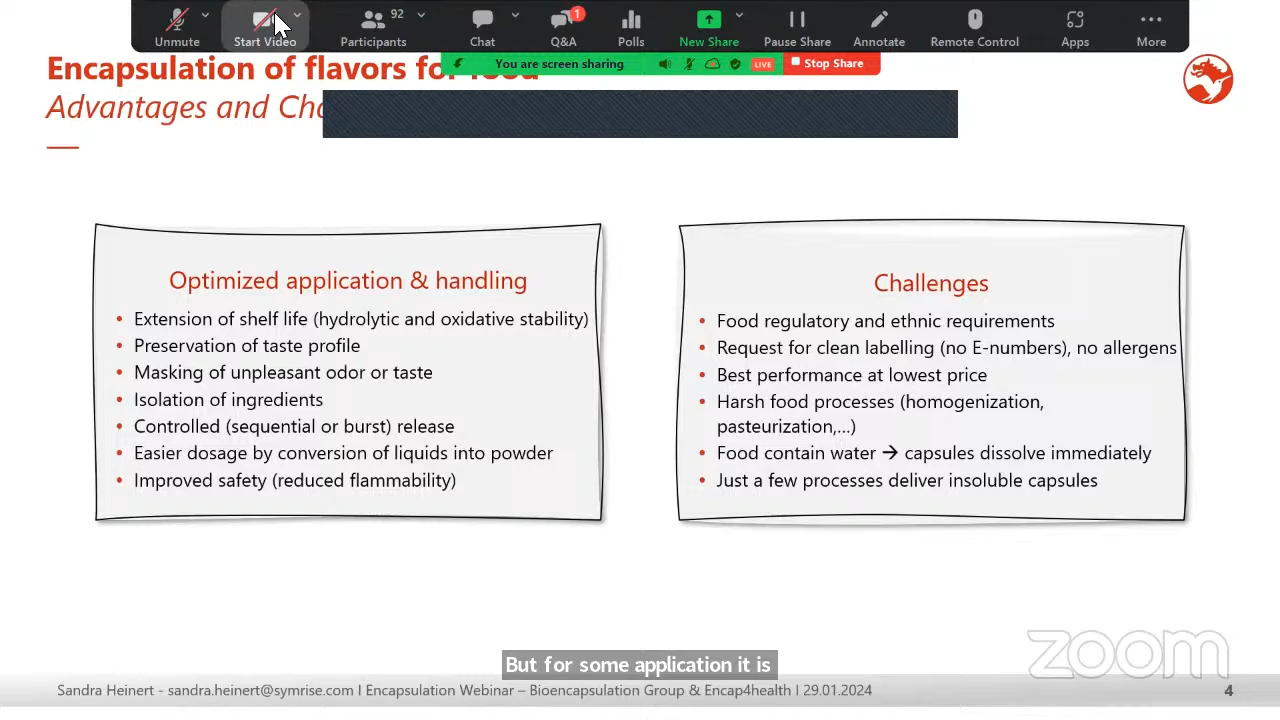 92
1
Unmute
Start Video
Participants
Chat
Q&A
Polls
New Share
Pause Share
Annotate
Remote Control
Apps
More
You are screen sharing
LIVE
Stop Share
Encapsulation of flavors for food
Advantages and
Optimized application & handling
• Extension of shelf life (hydrolytic and oxidative stability)
• Preservation of taste profile
• Masking of unpleasant odor or taste
• Isolation of ingredients
• Controlled (sequential or burst) release
• Easier dosage by conversion of liquids into powder
• Improved safety (reduced flammability)
Challenges
• Food regulatory and ethnic requirements
• Request for clean labelling (no E-numbers), no allergens
• Best performance at lowest price
• Harsh food processes (homogenization,
pasteurization,...)
• Food contain water → capsules dissolve immediately
• Just a few processes deliver insoluble capsules
zoom
But for some application it is
Sandra Heinert - sandra.heinert@symrise.com I Encapsulation Webinar – Bioencapsulation Group & Encap4health I 29.01.2024
4